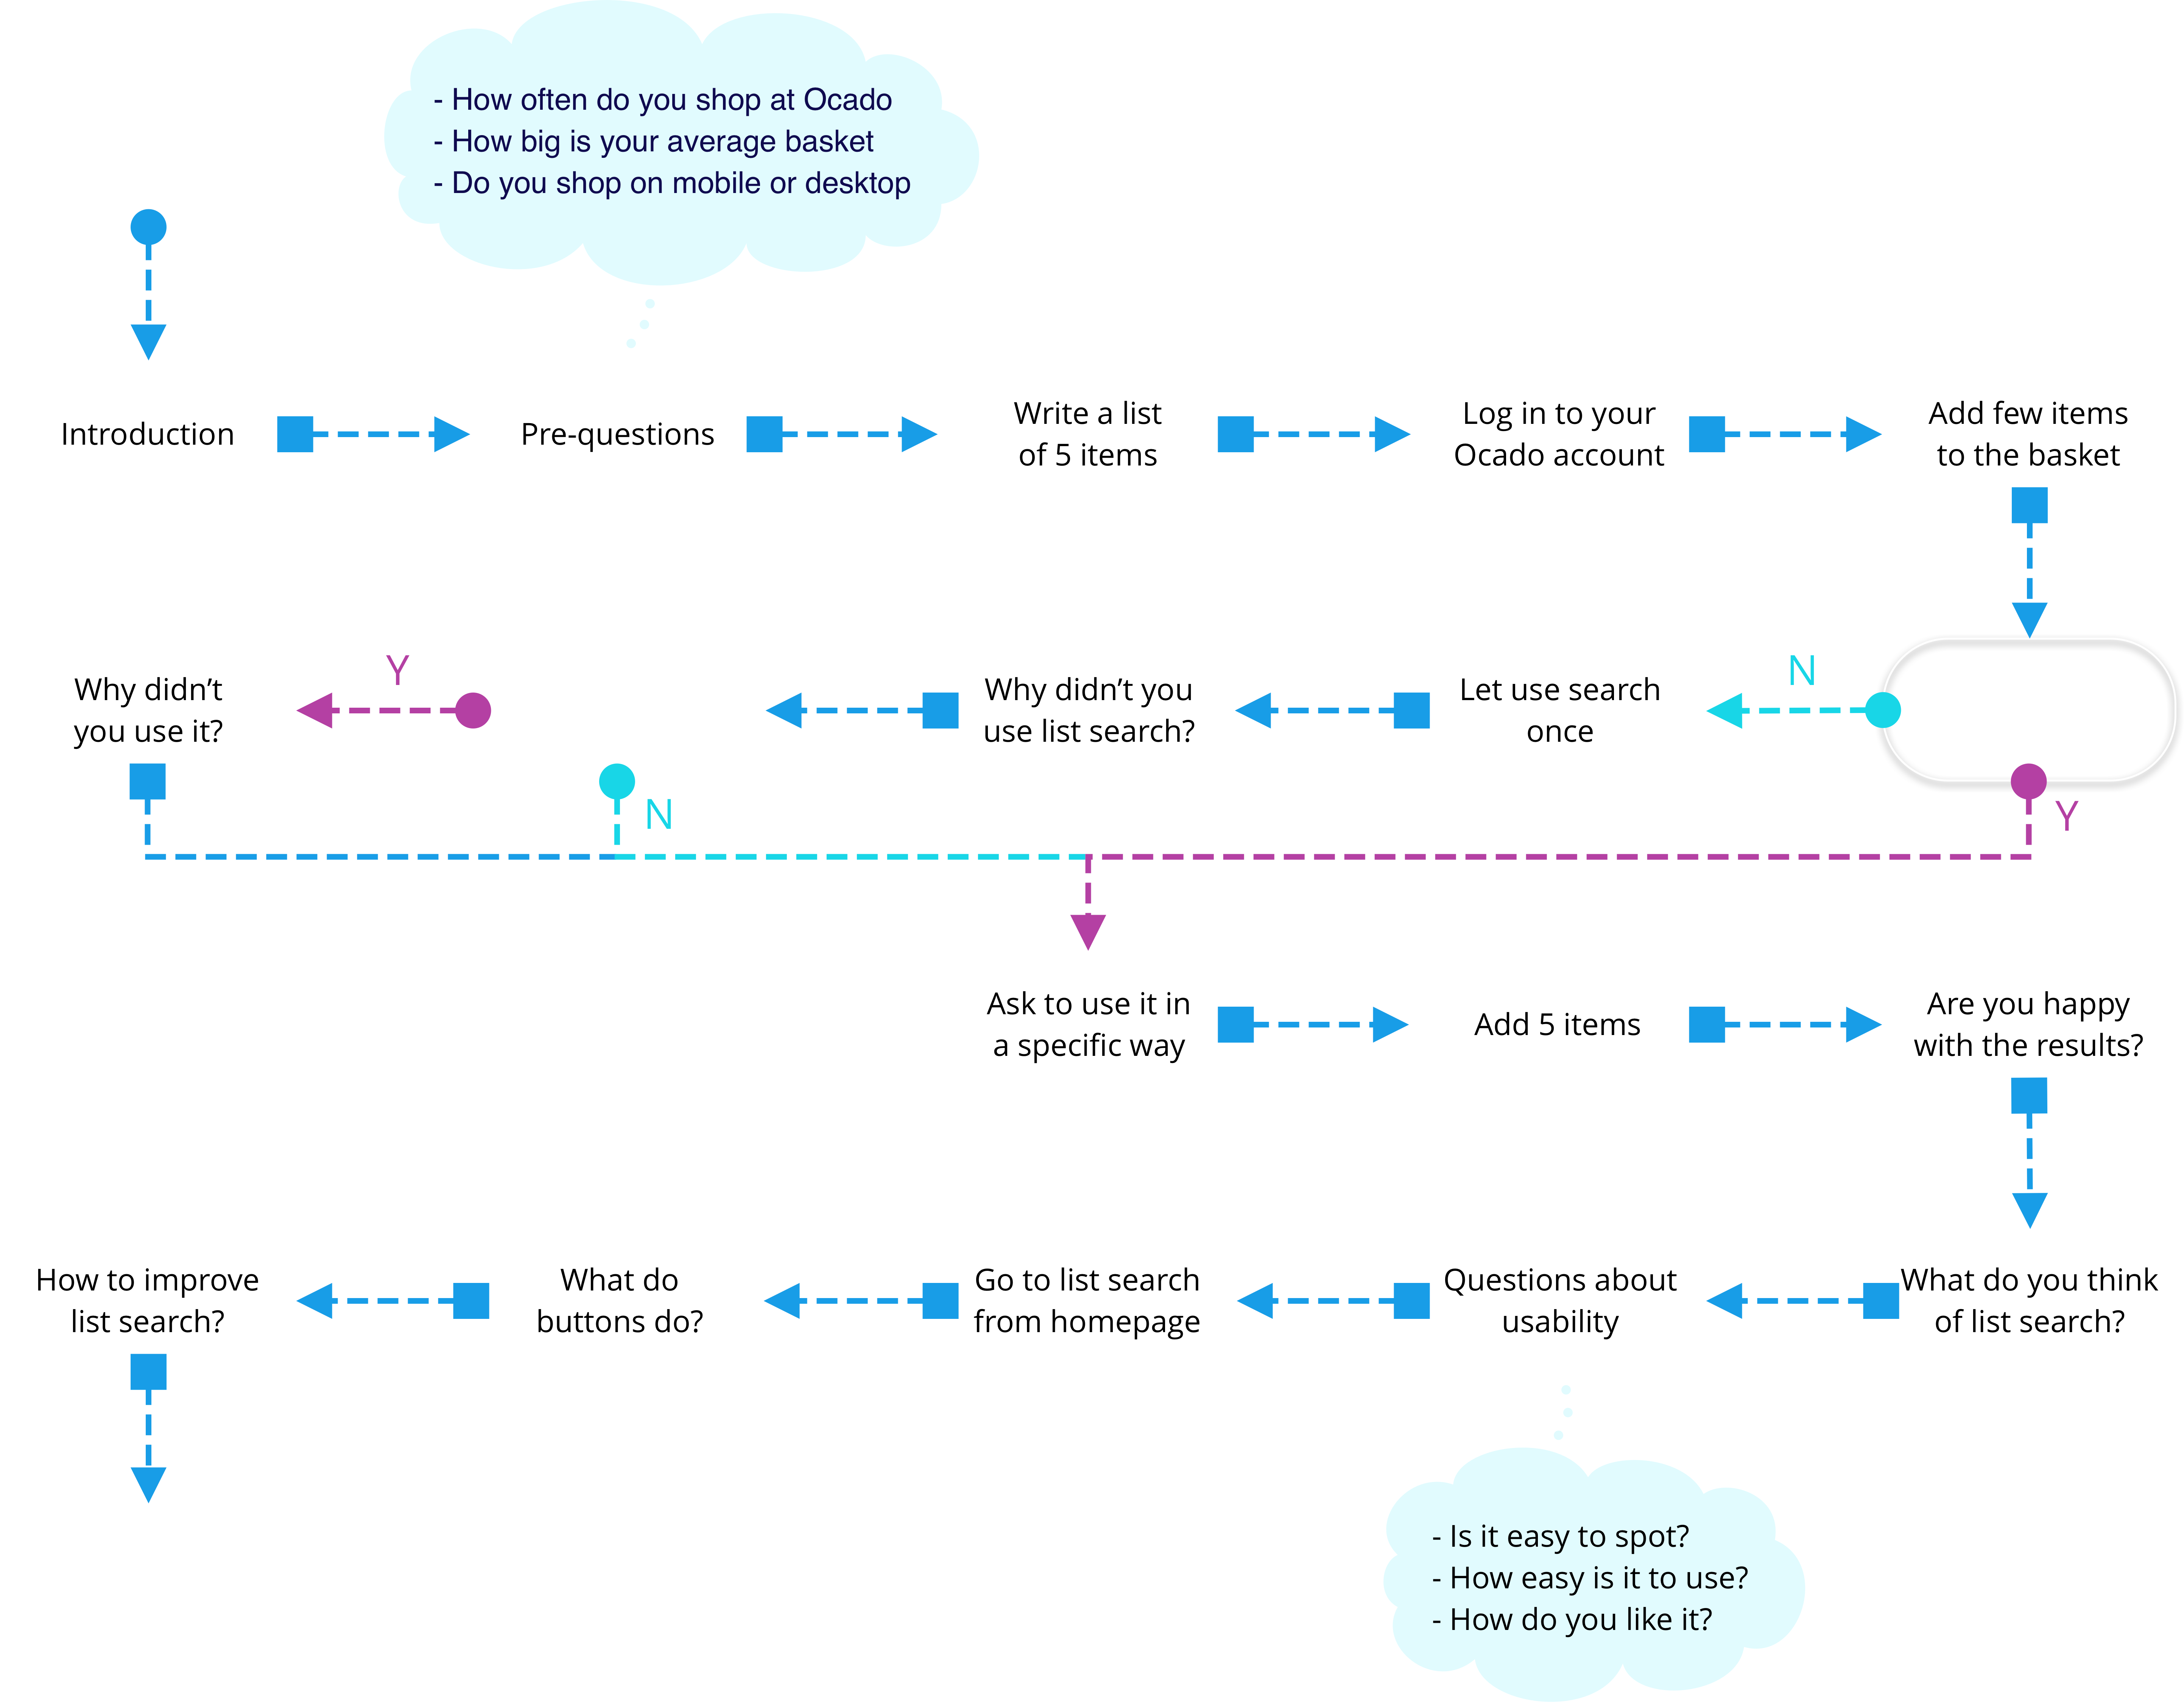 - How often do you shop at Ocado
- How big is your average basket
- Do you shop on mobile or desktop
Introduction
Pre-questions
Write a list
of 5 items
Log in to your
Ocado account
Add few items
to the basket
Why didn’t
you use it?
Y
Why didn’t you
use list search?
Let use search
once
N
N
Y
Ask to use it in
a specific way
Add 5 items
Are you happy
with the results?
How to improve
list search?
What do
buttons do?
Go to list search
from homepage
Questions about
usability
What do you think
of list search?
- Is it easy to spot?
- How easy is it to use?
- How do you like it?